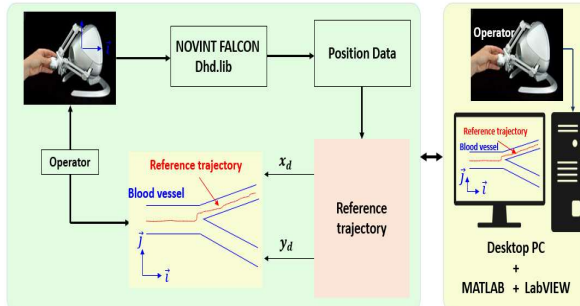 NOVINT FALCON
Dhd.lib
Position Data
Operator
Reference trajectory
Blood vessel
x_d
y_d
Reference
trajectory
j
i
Operator
Reference trajectory
Blood vessel
j
i
Desktop PC
+
MATLAB + LabVIEW